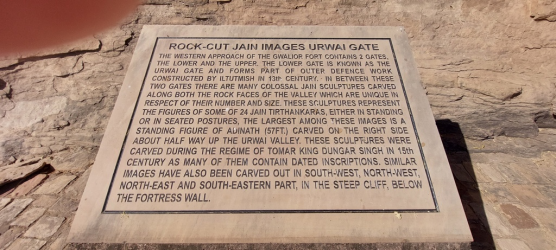 ROCK-CUT JAIN IMAGES URWAI GATE
THE WESTERN APPROACH OF THE GWALIOR FORT CONTAINS 2 GATES,
THE LOWER AND THE UPPER. THE LOWER GATE IS KNOWN AS THE
URWAI GATE AND FORMS PART OF OUTER DEFENCE WORK
CONSTRUCTED BY ILTUTMISH IN 13th CENTURY. IN BETWEEN THESE
TWO GATES THERE ARE MANY COLOSSAL JAIN SCULPTURES CARVED
ALONG BOTH THE ROCK FACES OF THE VALLEY WHICH ARE UNIQUE IN
RESPECT OF THEIR NUMBER AND SIZE. THESE SCULPTURES REPRESENT
THE FIGURES OF SOME OF 24 JAIN TIRTHANKARAS, EITHER IN STANDING
OR IN SEATED POSTURES, THE LARGEST AMONG THESE IMAGES IS A
STANDING FIGURE OF ADINATH (57FT.) CARVED ON THE RIGHT SIDE
ABOUT HALF WAY UP THE URWAI VALLEY. THESE SCULPTURES WERE
CARVED DURING THE REGIME OF TOMAR KING DUNGAR SINGH IN 15th
CENTURY AS MANY OF THEM CONTAIN DATED INSCRIPTIONS. SIMILAR
IMAGES HAVE ALSO BEEN CARVED OUT IN SOUTH-WEST, NORTH-WEST,
NORTH-EAST AND SOUTH-EASTERN PART, IN THE STEEP CLIFF, BELOW
THE FORTRESS WALL.